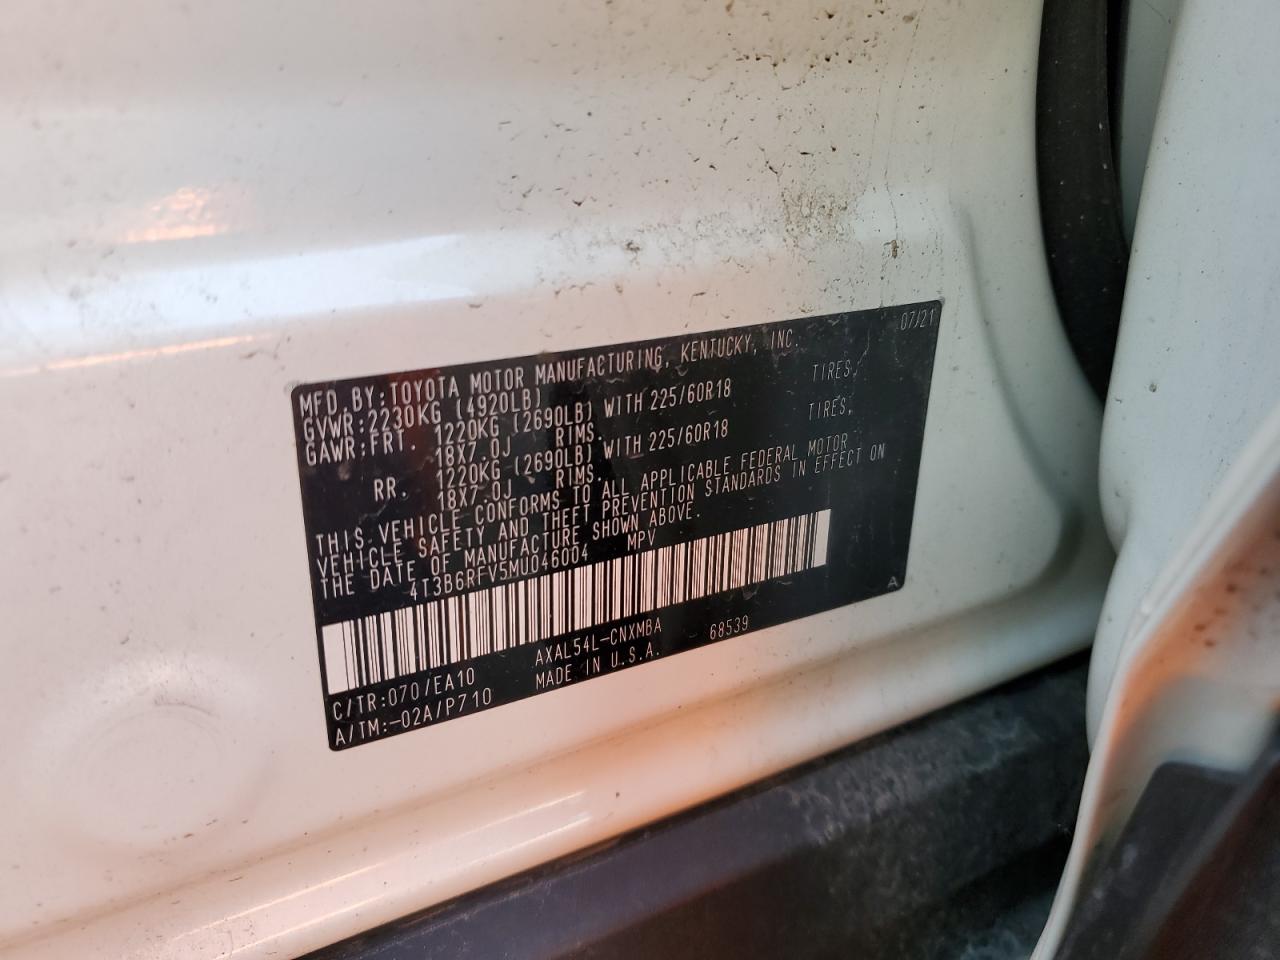 07/21
MFD.BY:TOYOTA MOTOR MANUFACTURING, KENTUCKY, INC.
GVWR:2230KG (4920LB)
GAWR:FRT. 1220KG (2690LB) WITH 225/60R18 TIRES,
18X7.0J RIMS.
RR. 1220KG (2690LB) WITH 225/60R18 TIRES,
18X7.0J RIMS.
THIS VEHICLE CONFORMS TO ALL APPLICABLE FEDERAL MOTOR
VEHICLE SAFETY AND THEFT PREVENTION STANDARDS IN EFFECT ON
THE DATE OF MANUFACTURE SHOWN ABOVE.
4T3B6RFV5MU046004 MPV
A
C/TR:070/EA10 AXAL54L-CNXMBA 68539
A/TM:-02A/P710 MADE IN U.S.A.